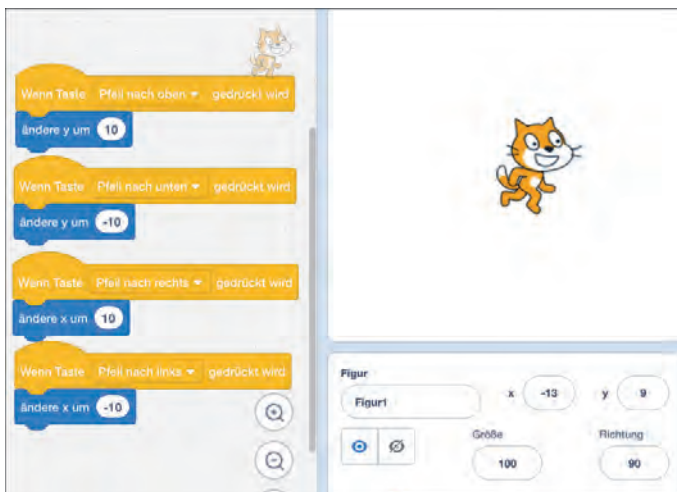 Wenn Taste Pfeil nach oben gedrückt wird
ändere y um 10
Wenn Taste Pfeil nach unten gedrückt wird
ändere y um -10
Wenn Taste Pfeil nach rechts gedrückt wird
ändere x um 10
Wenn Taste Pfeil nach links gedrückt wird
ändere x um -10
Figur
Figur1 x -13 y 9
Größe Richtung
100 90